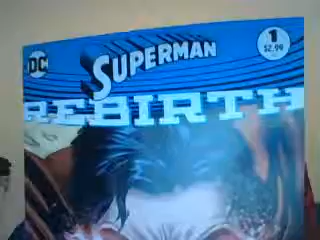 DC
SUPERMAN
1
$2.99
REBIRTH